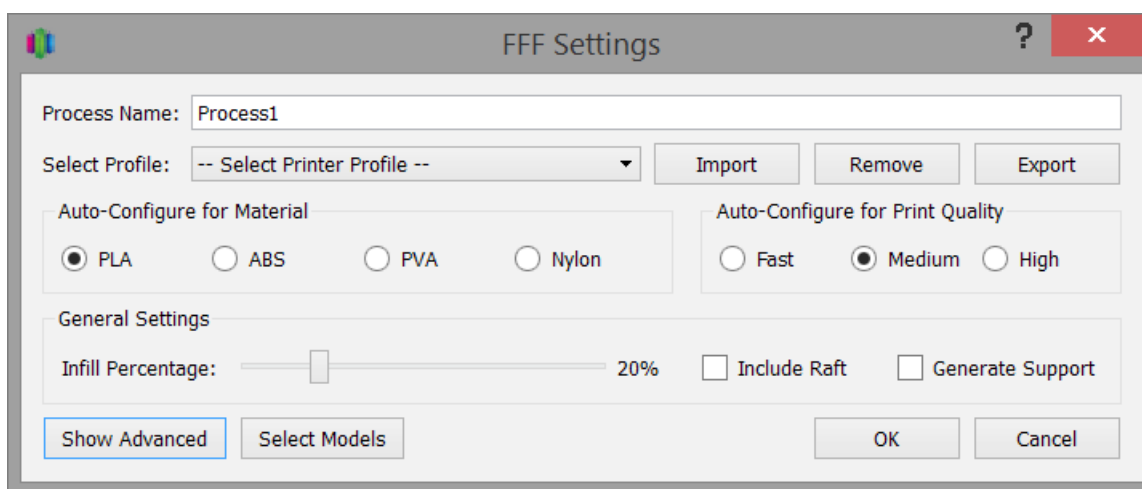 FFF Settings
? ×
Process Name: Process1
Select Profile: -- Select Printer Profile -- Import Remove Export
Auto-Configure for Material Auto-Configure for Print Quality
PLA ABS PVA Nylon Fast Medium High
General Settings
Infill Percentage: 20% Include Raft Generate Support
Show Advanced Select Models OK Cancel